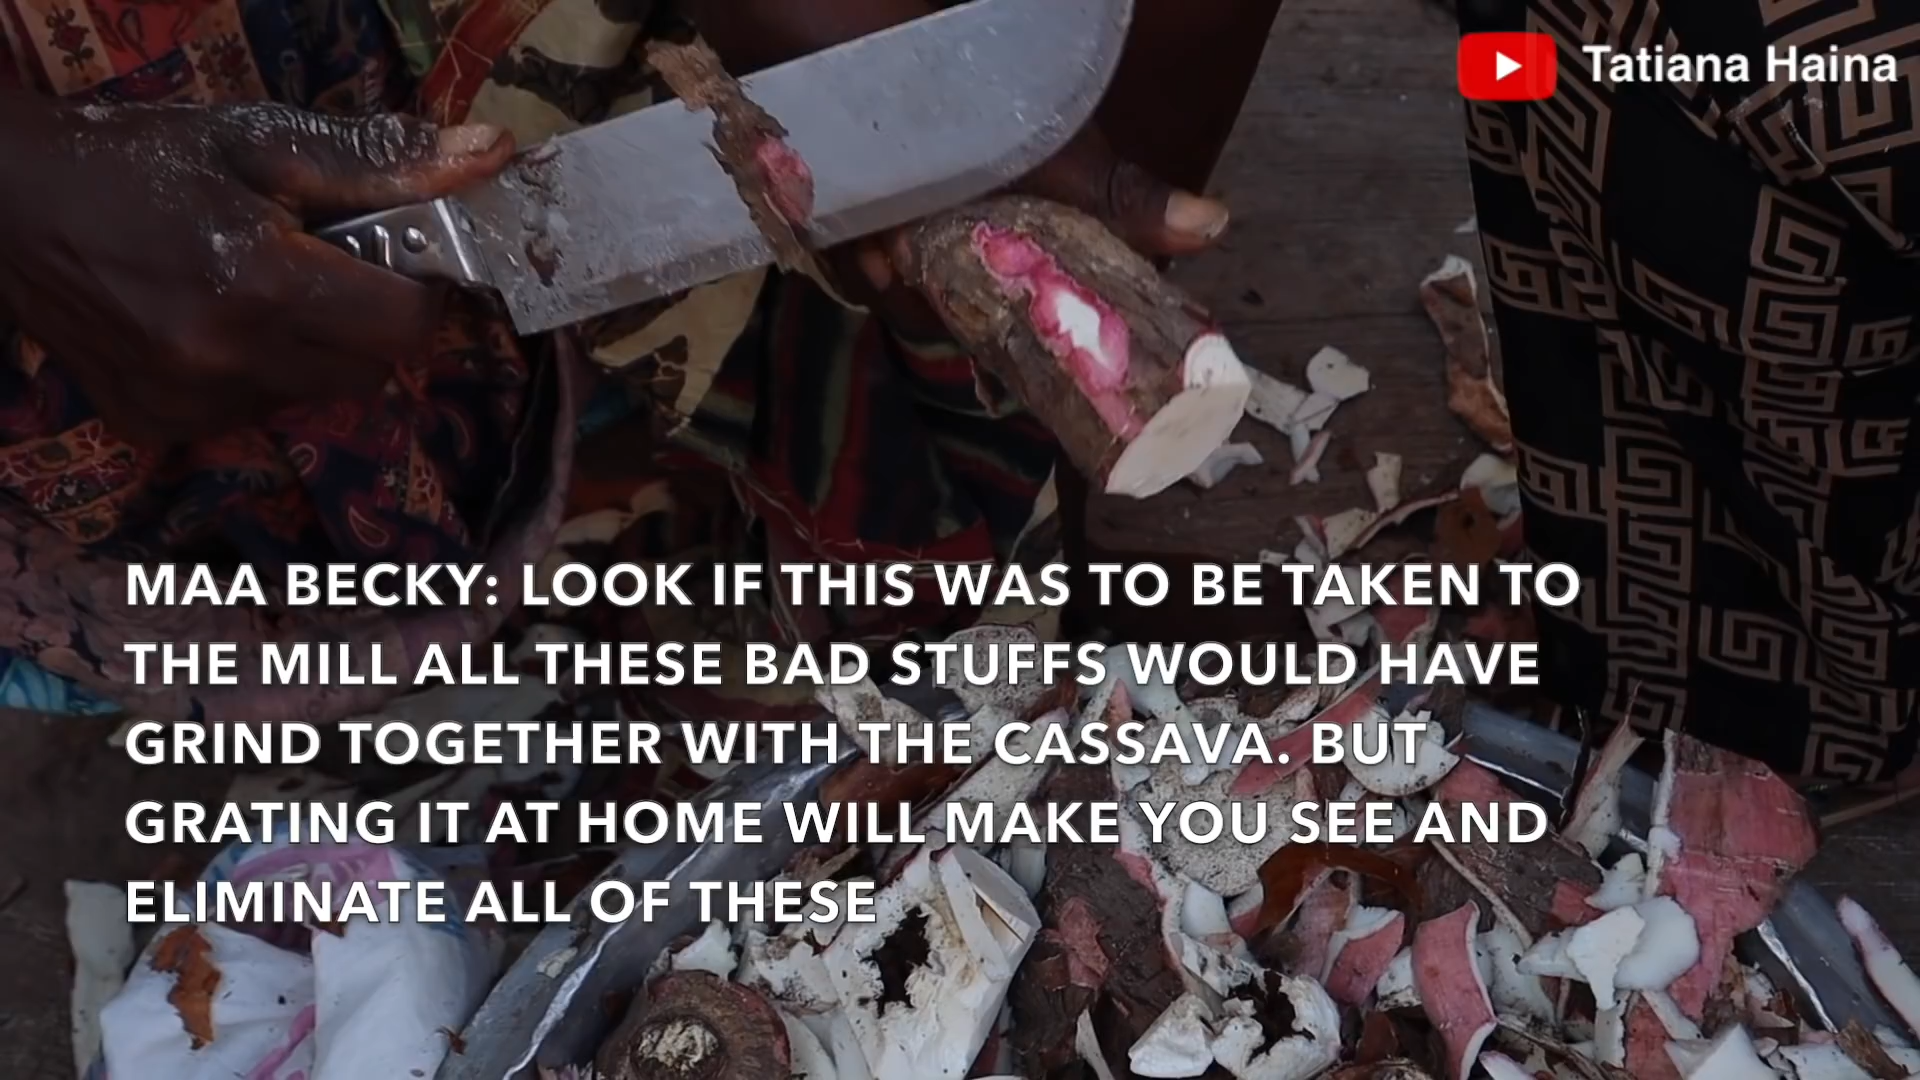 Tatiana Haina
MAA BECKY: LOOK IF THIS WAS TO BE TAKEN TO
THE MILL ALL THESE BAD STUFFS WOULD HAVE
GRIND TOGETHER WITH THE CASSAVA. BUT
GRATING IT AT HOME WILL MAKE YOU SEE AND
ELIMINATE ALL OF THESE